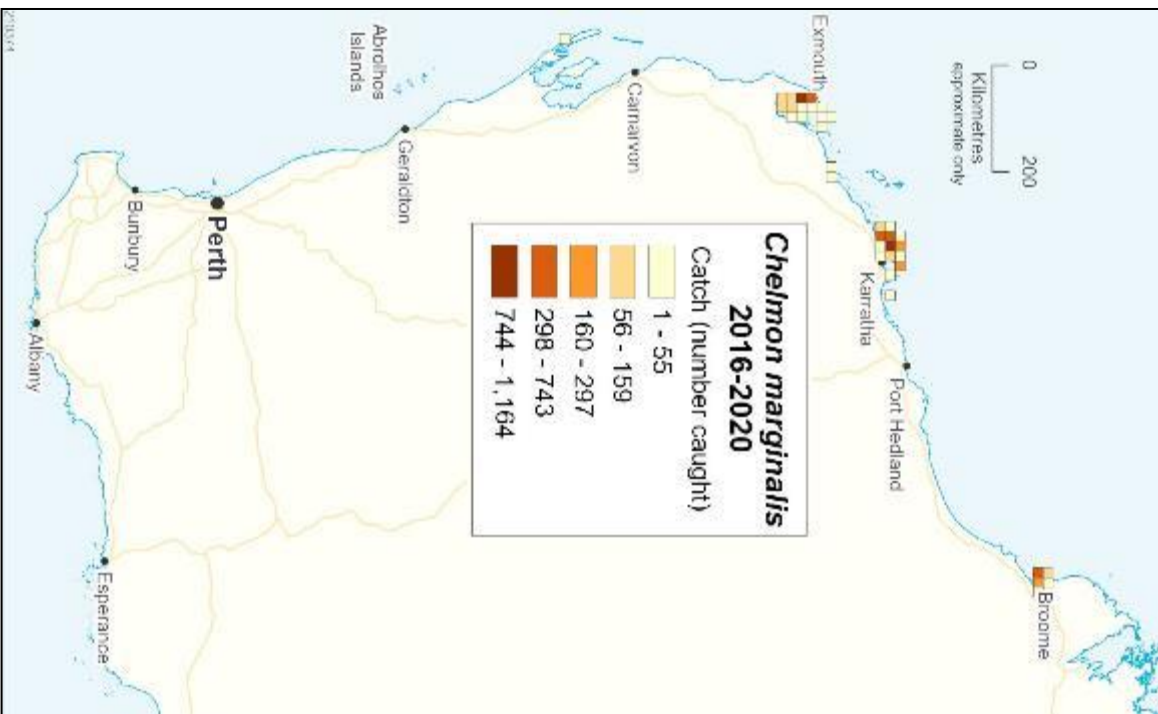 Chelmon marginalis
2016-2020
Catch (number caught)
1 - 55
56 - 159
160 - 297
298 - 743
744 - 1,164
0
200
Kilometres
approximate only
Broome
Port Hedland
Karratha
Exmouth
Carnarvon
Abrolhos
Islands
Geraldton
Perth
Bunbury
Albany
Esperance